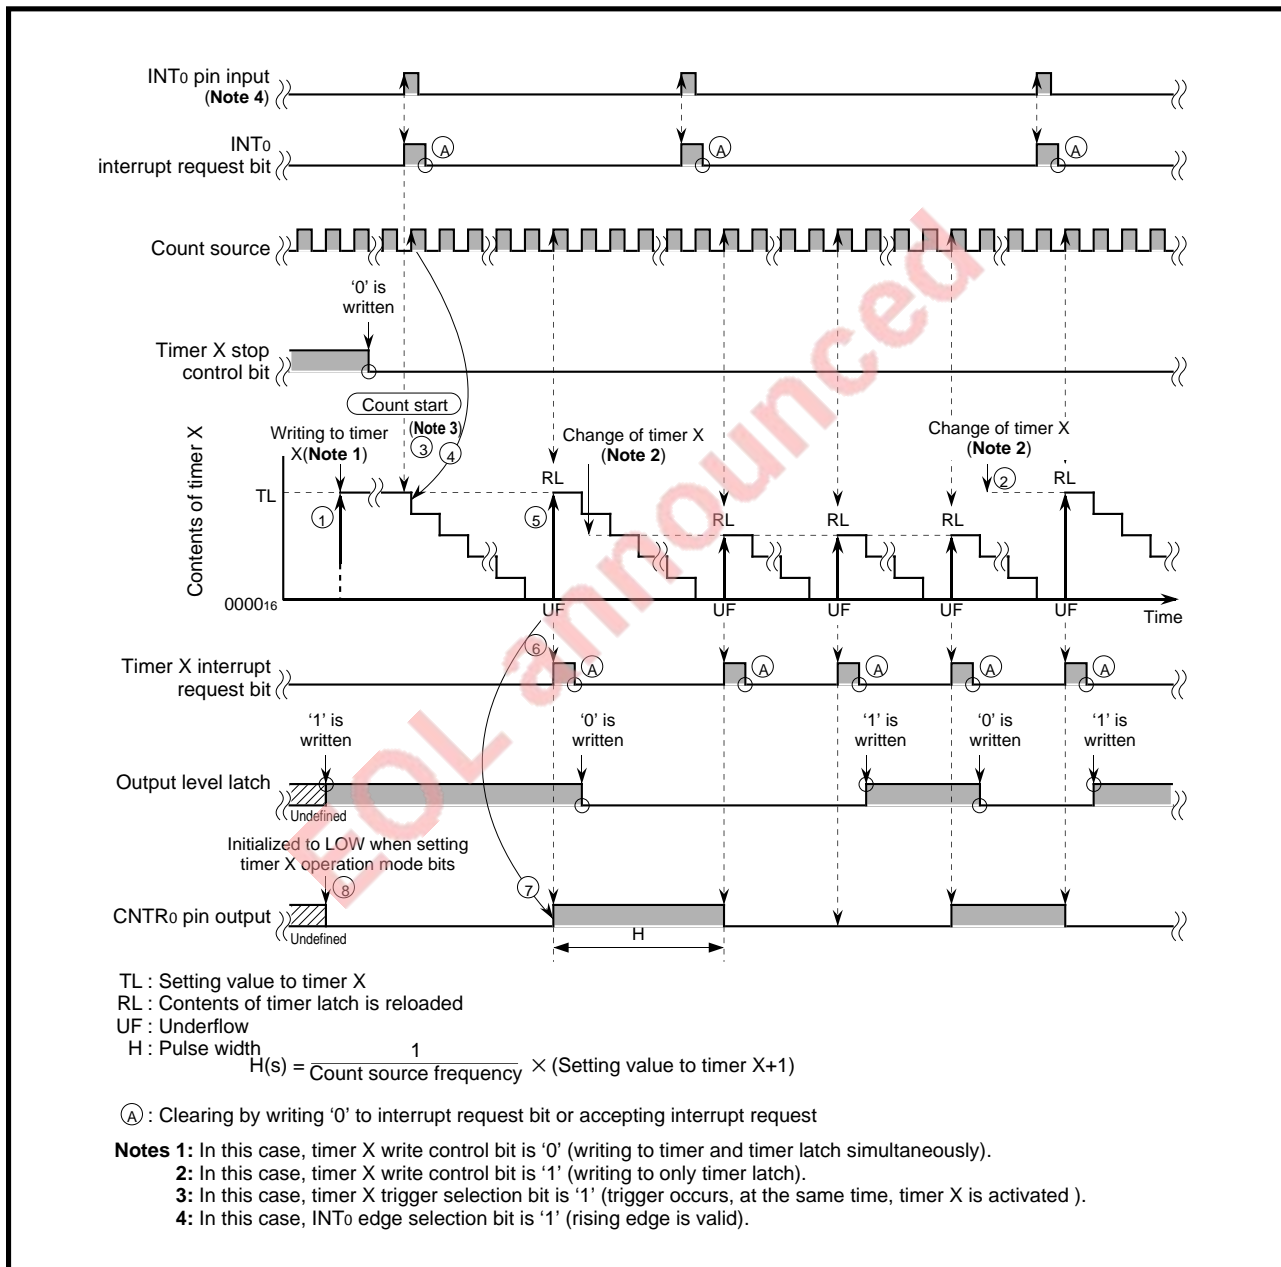 INT0 pin input
(Note 4)
INT0
interrupt request bit
A
A
A
Count source
'0' is
written
Timer X stop
control bit
Count start
Writing to timer
X(Note 1)
(Note 3)
3
4
Change of timer X
(Note 2)
Change of timer X
(Note 2)
Contents of timer X
TL
1
5
RL
RL
RL
RL
2
RL
000016
UF
UF
UF
UF
UF
Time
Timer X interrupt
request bit
6
A
A
A
A
A
'1' is
written
'0' is
written
'1' is
written
'0' is
written
'1' is
written
Output level latch
Undefined
Initialized to LOW when setting
timer X operation mode bits
8
7
CNTR0 pin output
Undefined
H
TL : Setting value to timer X
RL : Contents of timer latch is reloaded
UF : Underflow
H : Pulse width
H(s) = 1 / Count source frequency × (Setting value to timer X+1)
A : Clearing by writing '0' to interrupt request bit or accepting interrupt request
Notes 1: In this case, timer X write control bit is '0' (writing to timer and timer latch simultaneously).
2: In this case, timer X write control bit is '1' (writing to only timer latch).
3: In this case, timer X trigger selection bit is '1' (trigger occurs, at the same time, timer X is activated ).
4: In this case, INT0 edge selection bit is '1' (rising edge is valid).
EOL announced